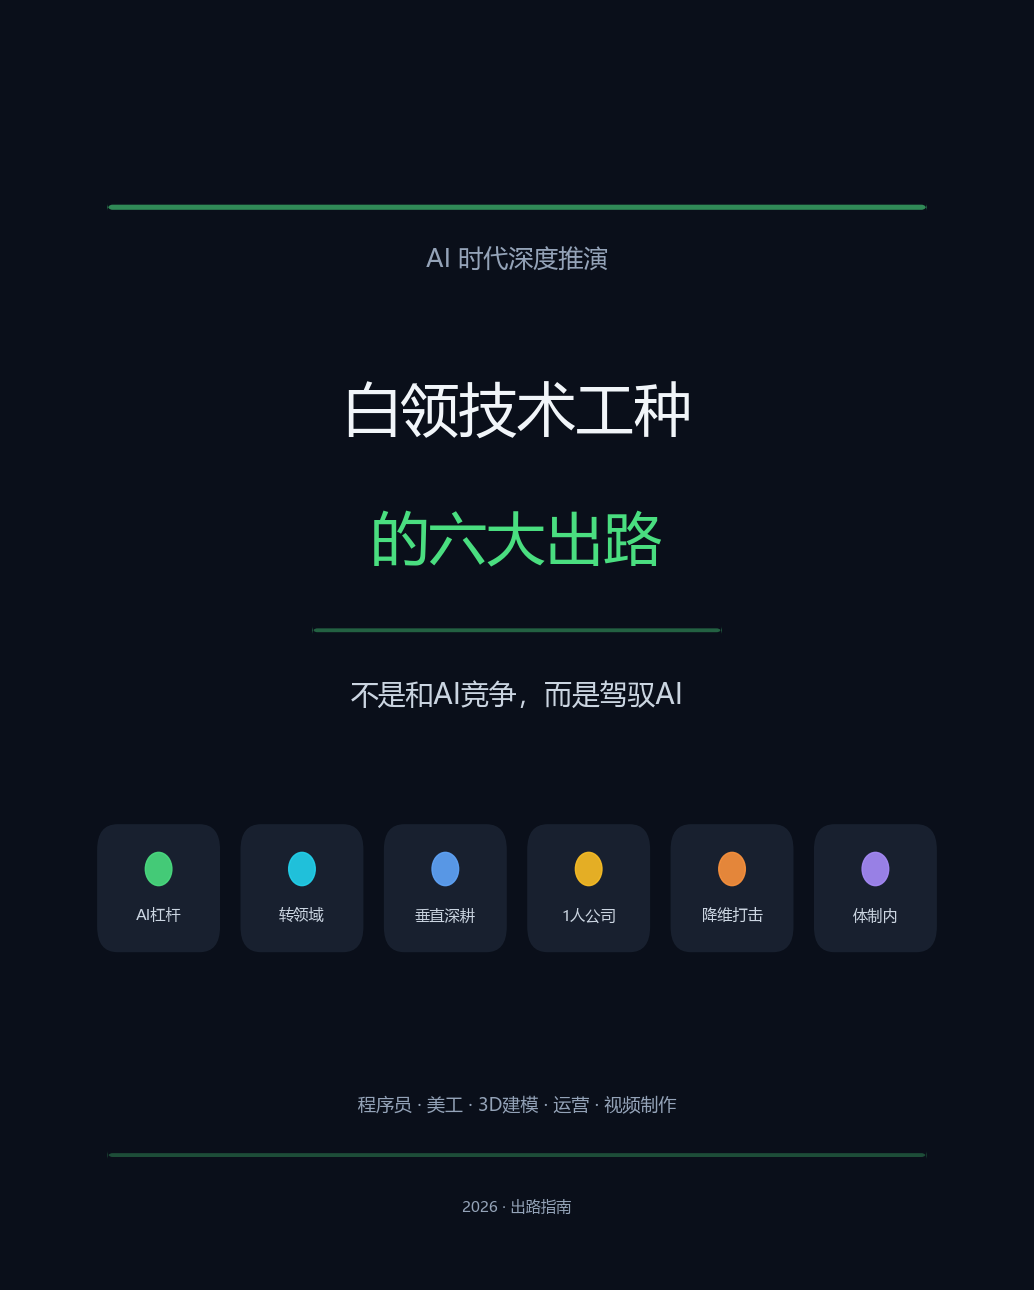 AI 时代深度推演
白领技术工种
的六大出路
不是和AI竞争，而是驾驭AI
AI杠杆
转领域
垂直深耕
1人公司
降维打击
体制内
程序员 · 美工 · 3D建模 · 运营 · 视频制作
2026 · 出路指南